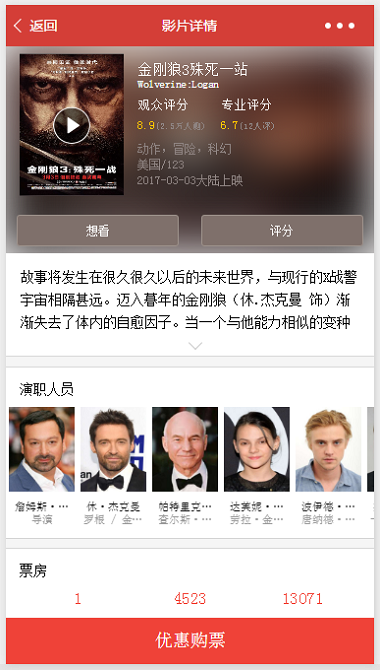 返回
影片详情
金刚狼3殊死一战
金刚狼3殊死一站
Wolverine:Logan
观众评分 专业评分
8.9(2.5万人跑) 6.7(12人评)
动作，冒险，科幻
美国/123
2017-03-03大陆上映
想看 评分
故事将发生在很久很久以后的未来世界，与现行的X战警
宇宙相隔甚远。迈入暮年的金刚狼（休.杰克曼 饰）渐
渐失去了体内的自愈因子。当一个与他能力相似的变种
演职人员
an
詹姆斯·… 休·杰克曼 帕特里克… 达芙妮·… 波伊德·…
导演 罗根 / 金… 查尔斯·… 劳拉·金… 唐纳德·…
票房
1 4523 13071
优惠购票